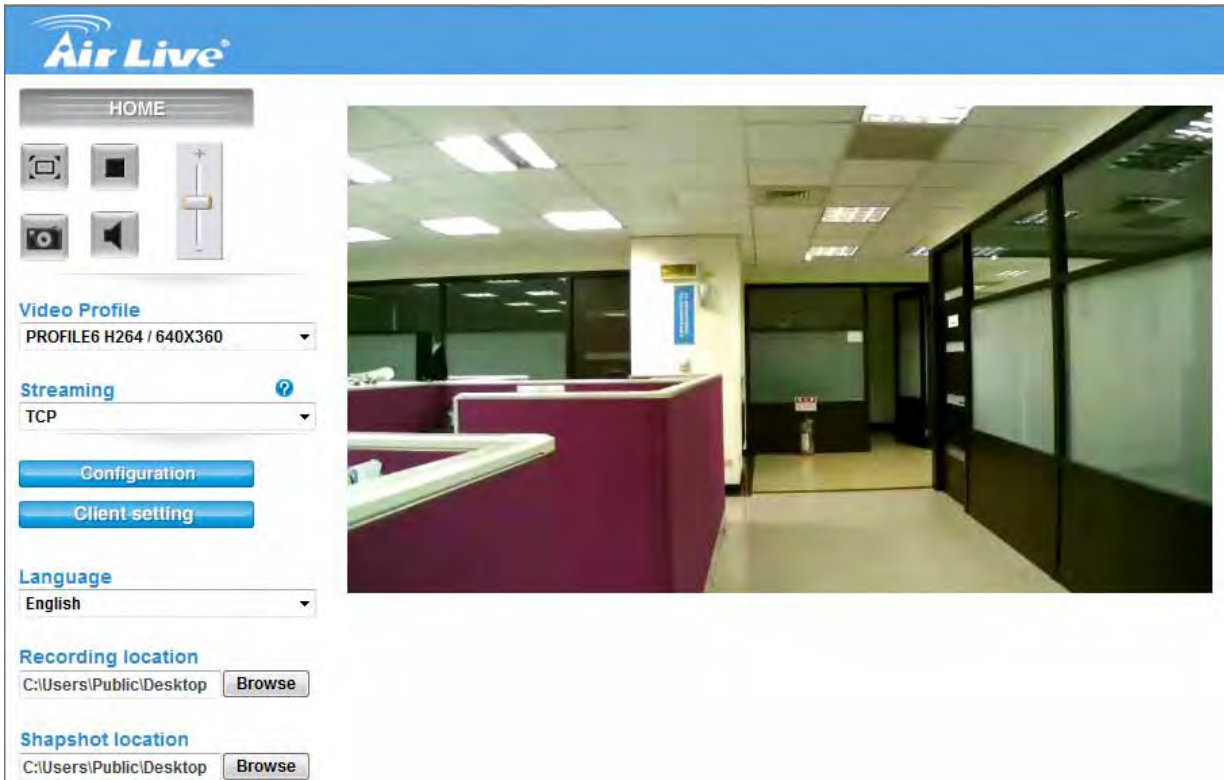 Air Live®
HOME
+
-
Video Profile
PROFILE6 H264 / 640X360
Streaming ?
TCP
Configuration
Client setting
Language
English
Recording location
C:\Users\Public\Desktop Browse
Shapshot location
C:\Users\Public\Desktop Browse